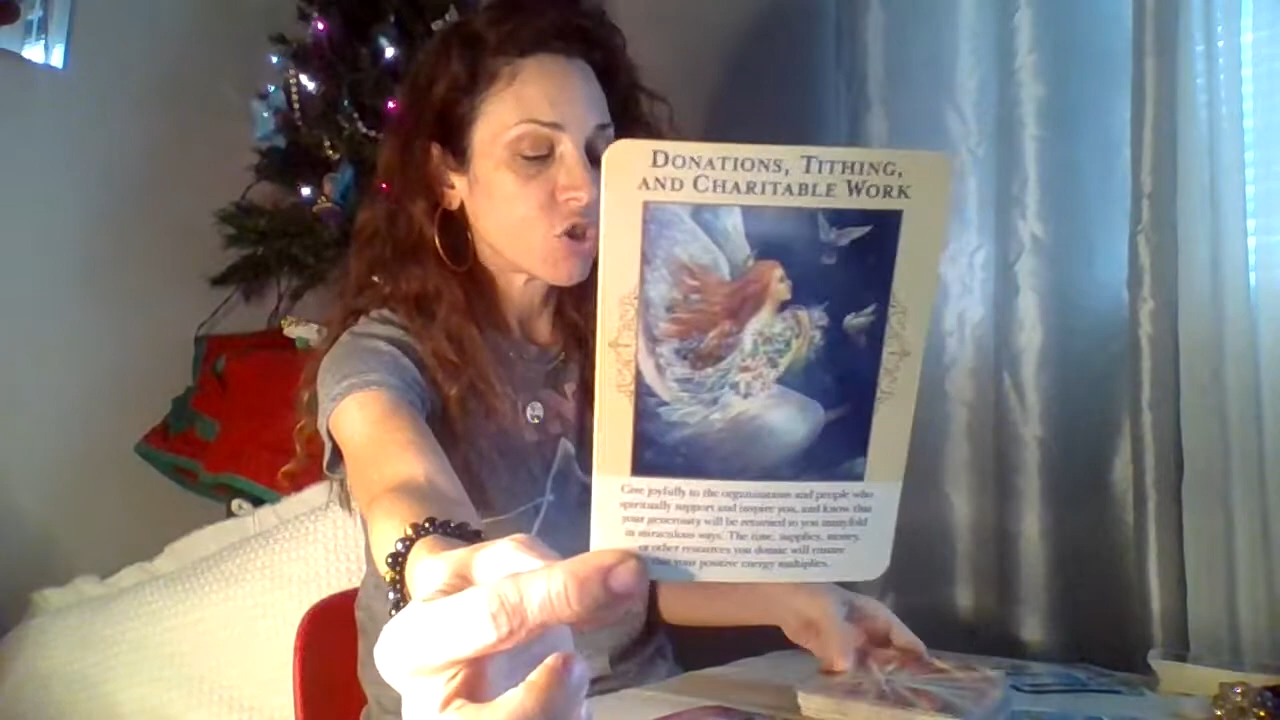 DONATIONS, TITHING,
AND CHARITABLE WORK
Give joyfully to the organizations and people who
spiritually support and inspire you, and know that
your generosity will be returned to you manyfold
in miraculous ways. The time, supplies, money,
or other resources you donate will ensure
that your positive energy multiplies.